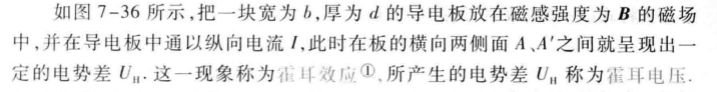 如图 7-36 所示,把一块宽为 b,厚为 d 的导电板放在磁感强度为 B 的磁场
中,并在导电板中通以纵向电流 I,此时在板的横向两侧面 A、A′之间就呈现出一
定的电势差 U_H. 这一现象称为霍耳效应①,所产生的电势差 U_H 称为霍耳电压.